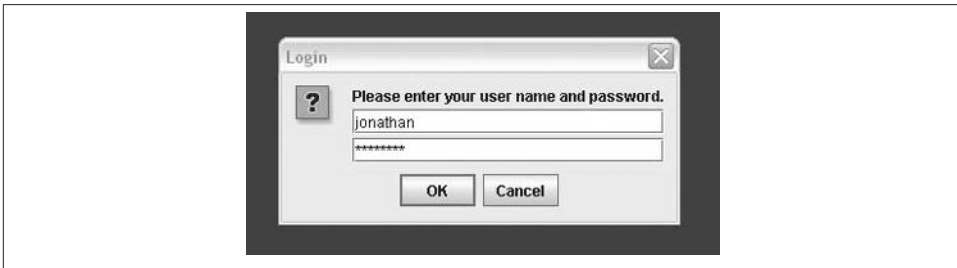 Login
?
Please enter your user name and password.
jonathan
********
OK Cancel